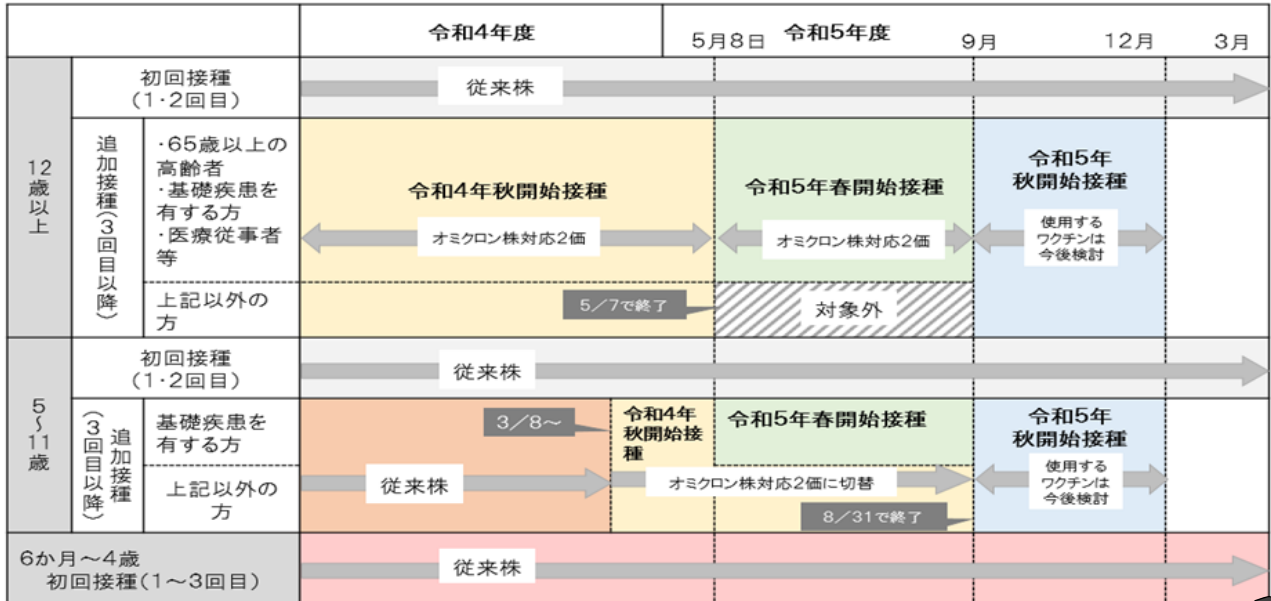 令和4年度
5月8日 令和5年度 9月 12月 3月
12歳以上
初回接種
(1・2回目)
従来株
追加接種(3回目以降)
・65歳以上の
高齢者
・基礎疾患を
有する方
・医療従事者
等
令和4年秋開始接種
オミクロン株対応2価
令和5年春開始接種
オミクロン株対応2価
令和5年
秋開始接種
使用する
ワクチンは
今後検討
上記以外の
方
5/7で終了
対象外
5~11歳
初回接種
(1・2回目)
従来株
追加接種
(3回目以降)
基礎疾患を
有する方
3/8~
令和4年
秋開始接
種
令和5年春開始接種
令和5年
秋開始接種
上記以外の
方
従来株
オミクロン株対応2価に切替
使用する
ワクチンは
今後検討
8/31で終了
6か月~4歳
初回接種(1~3回目)
従来株